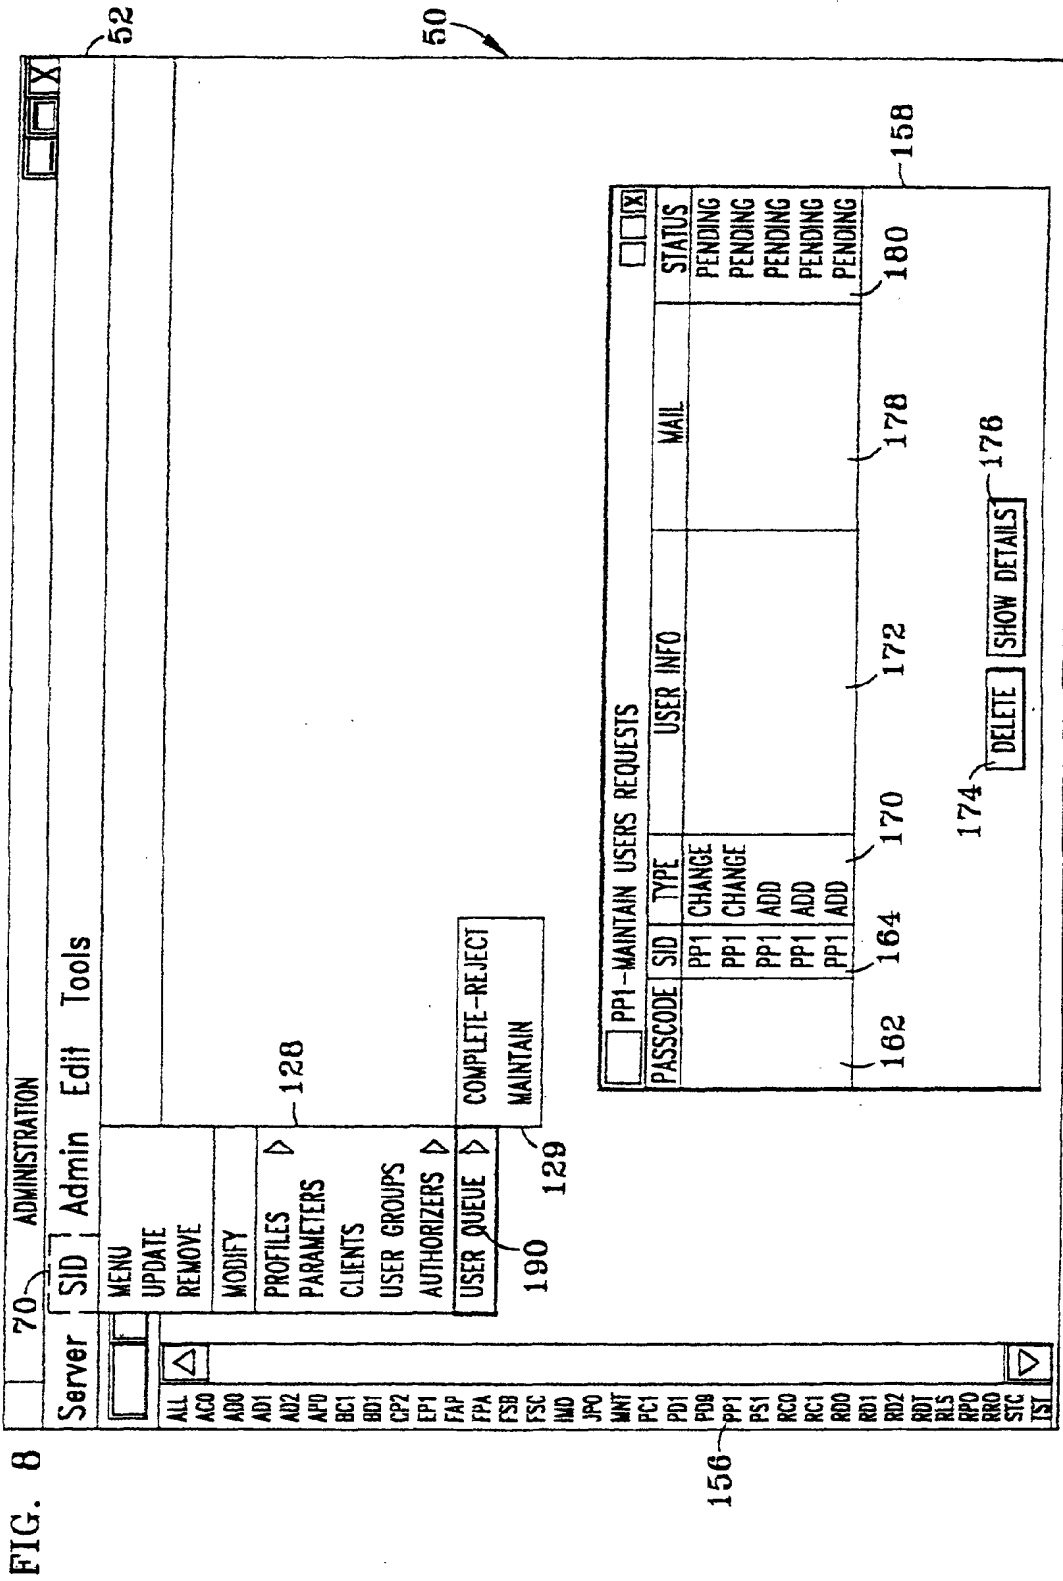 FIG. 8
70
ADMINISTRATION
X
52
Server SID Admin Edit Tools
50
MENU
UPDATE
REMOVE
MODIFY
PROFILES
PARAMETERS
CLIENTS
USER GROUPS
AUTHORIZERS
USER QUEUE
128
COMPLETE-REJECT
MAINTAIN
129
190
ALL
AC0
AD0
AD1
AD2
APD
BC1
BD1
CP2
EP1
FAP
FPA
FSB
FSC
IMD
JPO
MNT
PC1
PD1
PDB
PP1
PS1
RC0
RC1
RD0
RD1
RD2
RDT
RLS
RPD
RRD
STC
TST
156
PP1-MAINTAIN USERS REQUESTS
X
158
PASSCODE SID TYPE USER INFO MAIL STATUS
PP1 CHANGE PENDING
PP1 CHANGE PENDING
PP1 ADD PENDING
PP1 ADD PENDING
PP1 ADD PENDING
162 164 170 172 178 180
174
DELETE SHOW DETAILS
176